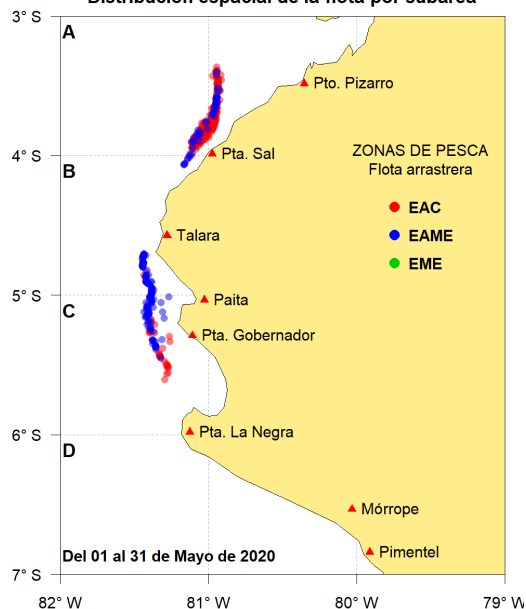 Distribución espacial de la flota por subárea
3° S
A
Pto. Pizarro
ZONAS DE PESCA
Flota arrastrera
4° S
Pta. Sal
B
EAC
Talara
EAME
EME
5° S
Paita
C
Pta. Gobernador
6° S
Pta. La Negra
D
Mórrope
Del 01 al 31 de Mayo de 2020
Pimentel
7° S
82° W
81° W
80° W
79° W